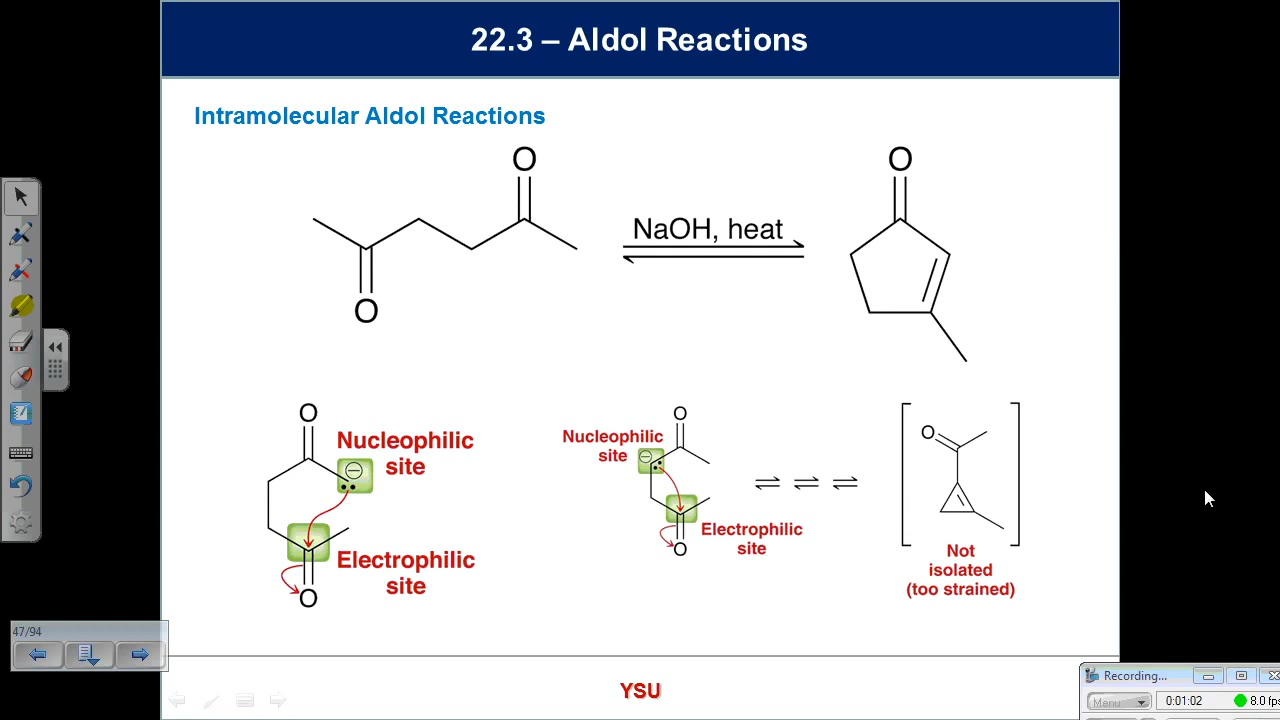 22.3 – Aldol Reactions
Intramolecular Aldol Reactions
O
O
NaOH, heat
O
O
Nucleophilic
site
⊖
Electrophilic
site
O
O
Nucleophilic
site
⊖
Electrophilic
site
O
O
Not
isolated
(too strained)
47/94
YSU
Recording...
Menu
0:01:02
8.0 fps